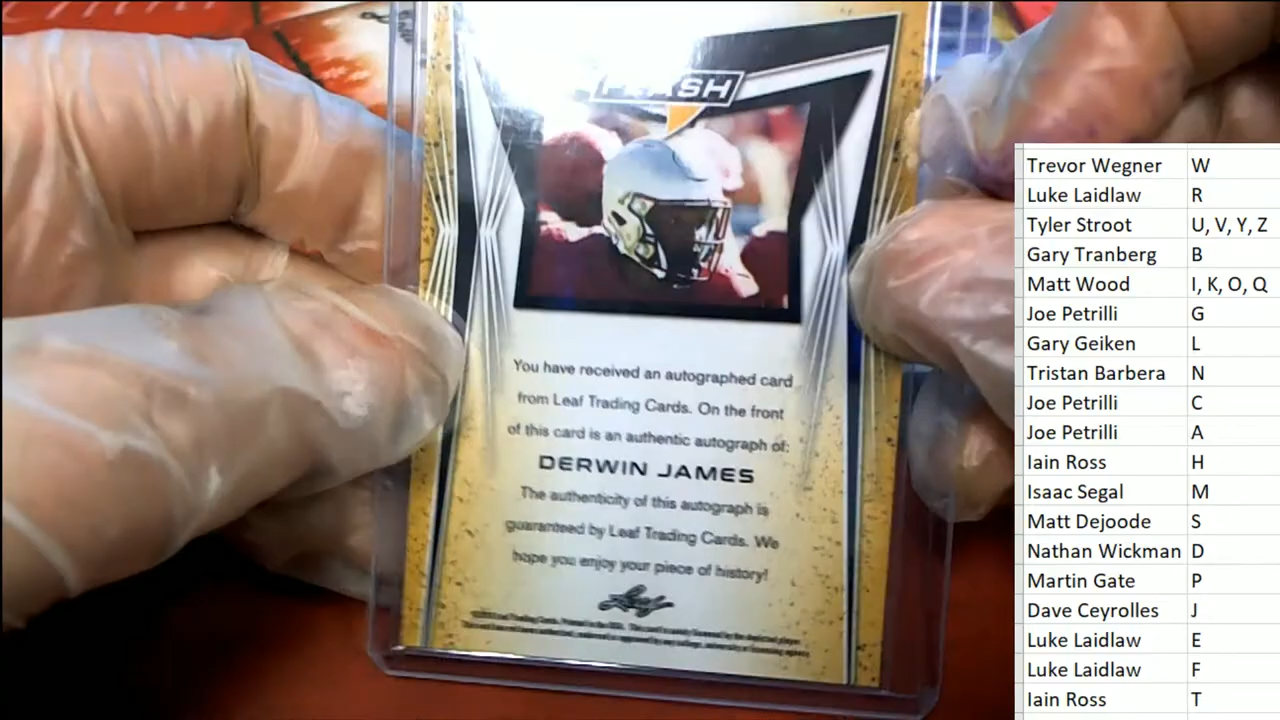 FLASH
You have received an autographed card
from Leaf Trading Cards. On the front
of this card is an authentic autograph of:
DERWIN JAMES
The authenticity of this autograph is
guaranteed by Leaf Trading Cards. We
hope you enjoy your piece of history!
Leaf
Trevor Wegner W
Luke Laidlaw R
Tyler Stroot U, V, Y, Z
Gary Tranberg B
Matt Wood I, K, O, Q
Joe Petrilli G
Gary Geiken L
Tristan Barbera N
Joe Petrilli C
Joe Petrilli A
Iain Ross H
Isaac Segal M
Matt Dejoode S
Nathan Wickman D
Martin Gate P
Dave Ceyrolles J
Luke Laidlaw E
Luke Laidlaw F
Iain Ross T